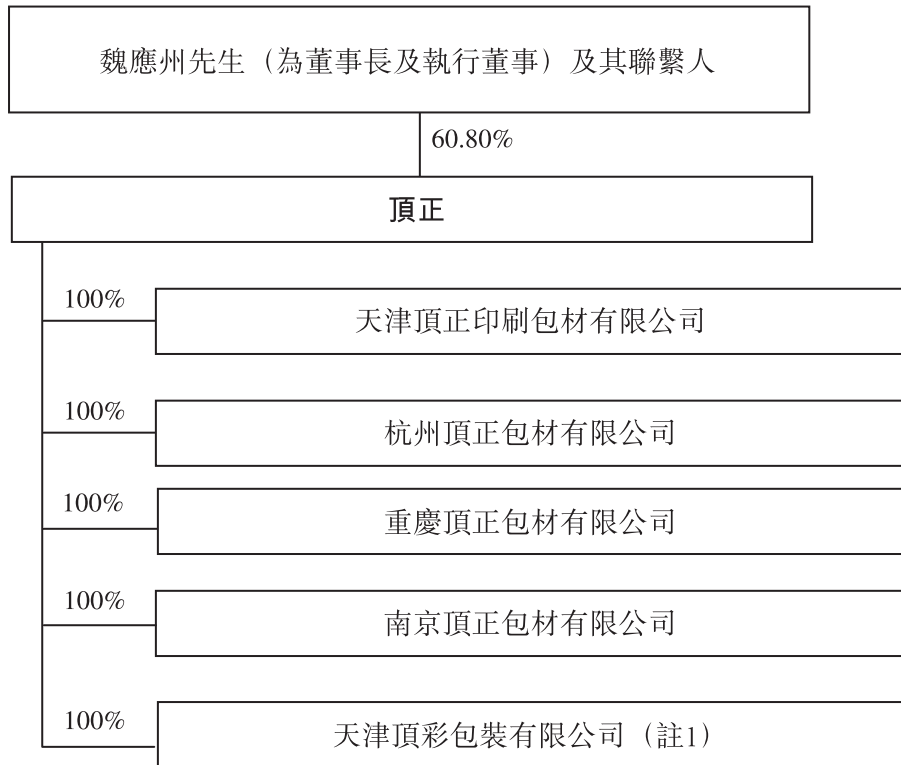 魏應州先生（為董事長及執行董事）及其聯繫人
60.80%
頂正
100%
天津頂正印刷包材有限公司
100%
杭州頂正包材有限公司
100%
重慶頂正包材有限公司
100%
南京頂正包材有限公司
100%
天津頂彩包裝有限公司（註1）